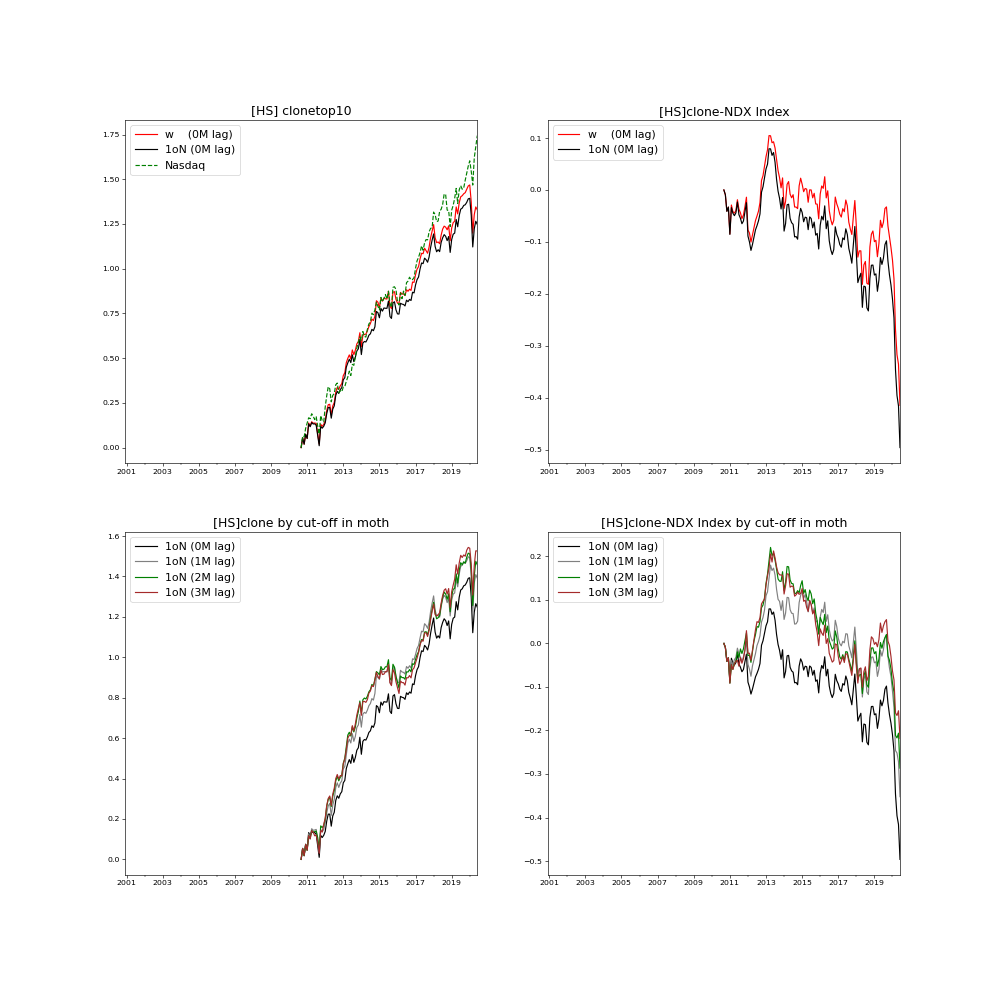 [HS] clonetop10
w    (0M lag)
1oN (0M lag)
Nasdaq
1.75
1.50
1.25
1.00
0.75
0.50
0.25
0.00
2001 2003 2005 2007 2009 2011 2013 2015 2017 2019
[HS]clone-NDX Index
w    (0M lag)
1oN (0M lag)
0.1
0.0
−0.1
−0.2
−0.3
−0.4
−0.5
2001 2003 2005 2007 2009 2011 2013 2015 2017 2019
[HS]clone by cut-off in moth
1oN (0M lag)
1oN (1M lag)
1oN (2M lag)
1oN (3M lag)
1.6
1.4
1.2
1.0
0.8
0.6
0.4
0.2
0.0
2001 2003 2005 2007 2009 2011 2013 2015 2017 2019
[HS]clone-NDX Index by cut-off in moth
1oN (0M lag)
1oN (1M lag)
1oN (2M lag)
1oN (3M lag)
0.2
0.1
0.0
−0.1
−0.2
−0.3
−0.4
−0.5
2001 2003 2005 2007 2009 2011 2013 2015 2017 2019